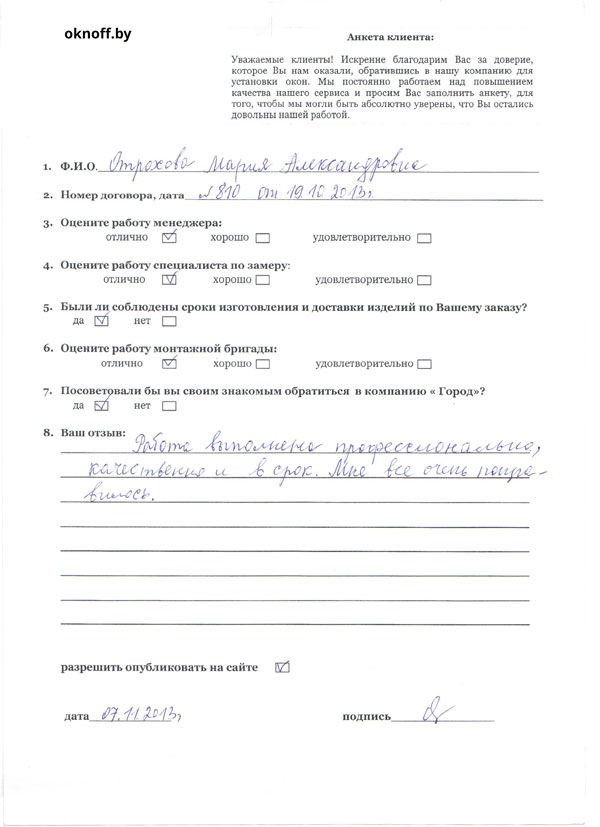 oknoff.by
Анкета клиента:
Уважаемые клиенты! Искренне благодарим Вас за доверие,
которое Вы нам оказали, обратившись в нашу компанию для
установки окон. Мы постоянно работаем над повышением
качества нашего сервиса и просим Вас заполнить анкету, для
того, чтобы мы могли быть абсолютно уверены, что Вы остались
довольны нашей работой.
1. Ф.И.О. Отрохова Мария Александровна
2. Номер договора, дата №810 от 19.10.2013г.
3. Оцените работу менеджера:
отлично хорошо удовлетворительно
4. Оцените работу специалиста по замеру:
отлично хорошо удовлетворительно
5. Были ли соблюдены сроки изготовления и доставки изделий по Вашему заказу?
да нет
6. Оцените работу монтажной бригады:
отлично хорошо удовлетворительно
7. Посоветовали бы вы своим знакомым обратиться в компанию « Город»?
да нет
8. Ваш отзыв: Работа выполнена профессионально,
качественно и в срок. Мне все очень понра-
вилось.
разрешить опубликовать на сайте
дата 07.11.2013г подпись